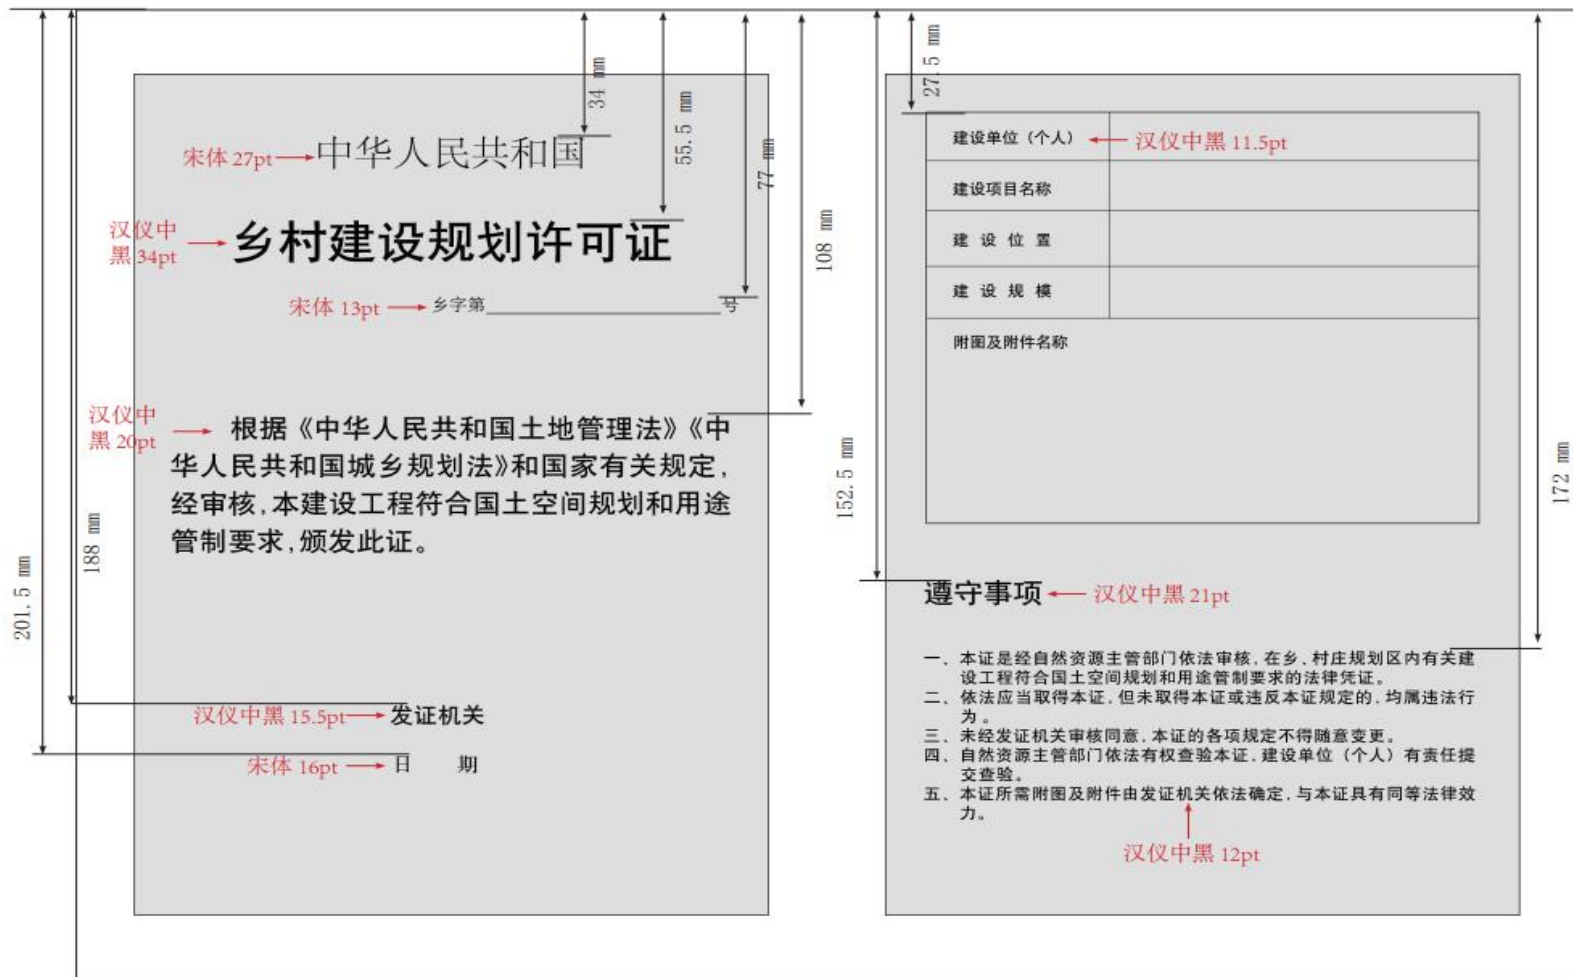 34 mm
55.5 mm
77 mm
108 mm
188 mm
201.5 mm
宋体 27pt
中华人民共和国
汉仪中
黑 34pt
乡村建设规划许可证
宋体 13pt
乡字第 号
汉仪中
黑 20pt
根据《中华人民共和国土地管理法》《中
华人民共和国城乡规划法》和国家有关规定,
经审核,本建设工程符合国土空间规划和用途
管制要求,颁发此证。
汉仪中黑 15.5pt
发证机关
宋体 16pt
日 期
27.5 mm
152.5 mm
172 mm
建设单位（个人）
汉仪中黑 11.5pt
建设项目名称
建 设 位 置
建 设 规 模
附图及附件名称
遵守事项
汉仪中黑 21pt
一、本证是经自然资源主管部门依法审核,在乡、村庄规划区内有关建
设工程符合国土空间规划和用途管制要求的法律凭证。
二、依法应当取得本证,但未取得本证或违反本证规定的,均属违法行
为。
三、未经发证机关审核同意,本证的各项规定不得随意变更。
四、自然资源主管部门依法有权查验本证,建设单位（个人）有责任提
交查验。
五、本证所需附图及附件由发证机关依法确定,与本证具有同等法律效
力。
汉仪中黑 12pt